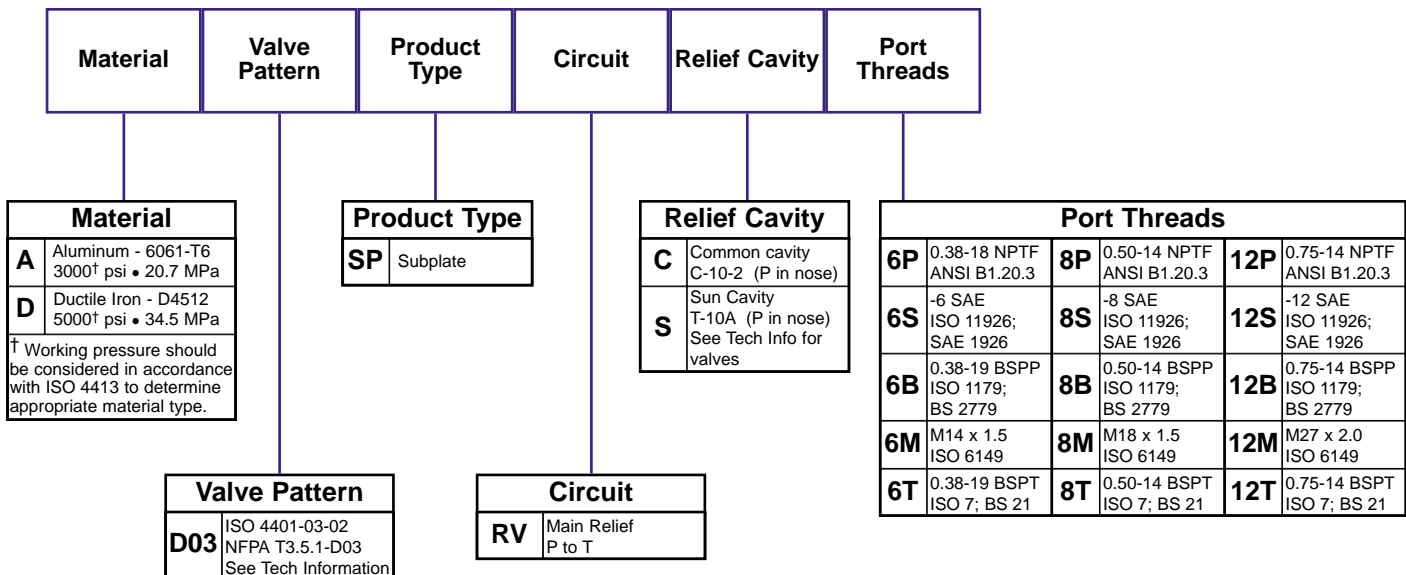 Material
Valve
Pattern
Product
Type
Circuit
Relief Cavity
Port
Threads
Material
A
Aluminum - 6061-T6
3000† psi • 20.7 MPa
D
Ductile Iron - D4512
5000† psi • 34.5 MPa
† Working pressure should
be considered in accordance
with ISO 4413 to determine
appropriate material type.
Product Type
SP
Subplate
Relief Cavity
C
Common cavity
C-10-2 (P in nose)
S
Sun Cavity
T-10A (P in nose)
See Tech Info for
valves
Port Threads
6P
0.38-18 NPTF
ANSI B1.20.3
8P
0.50-14 NPTF
ANSI B1.20.3
12P
0.75-14 NPTF
ANSI B1.20.3
6S
-6 SAE
ISO 11926;
SAE 1926
8S
-8 SAE
ISO 11926;
SAE 1926
12S
-12 SAE
ISO 11926;
SAE 1926
6B
0.38-19 BSPP
ISO 1179;
BS 2779
8B
0.50-14 BSPP
ISO 1179;
BS 2779
12B
0.75-14 BSPP
ISO 1179;
BS 2779
6M
M14 x 1.5
ISO 6149
8M
M18 x 1.5
ISO 6149
12M
M27 x 2.0
ISO 6149
6T
0.38-19 BSPT
ISO 7; BS 21
8T
0.50-14 BSPT
ISO 7; BS 21
12T
0.75-14 BSPT
ISO 7; BS 21
Valve Pattern
D03
ISO 4401-03-02
NFPA T3.5.1-D03
See Tech Information
Circuit
RV
Main Relief
P to T